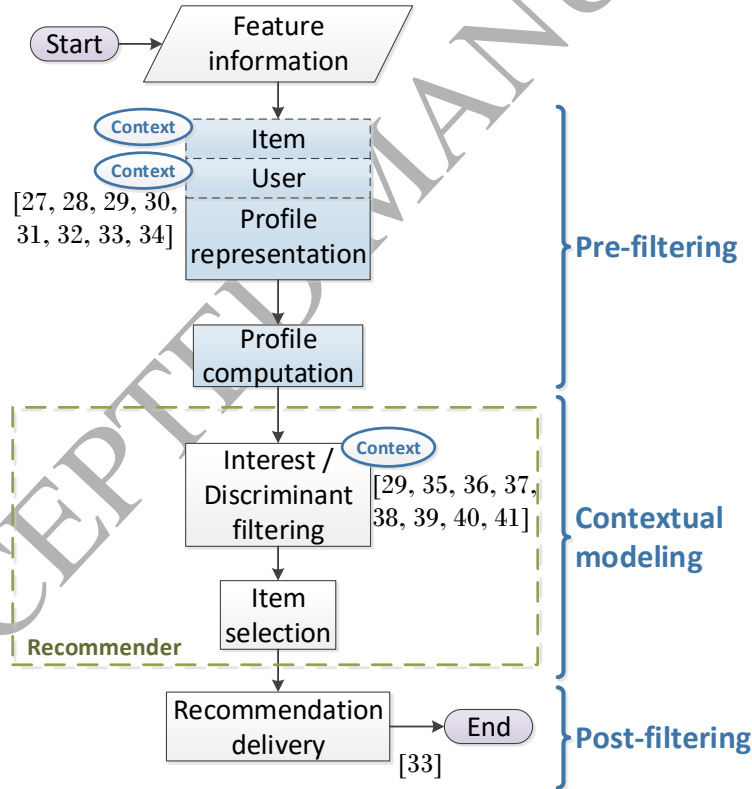 Start
Feature
information
Context
Item
Context
User
[27, 28, 29, 30,
31, 32, 33, 34]
Profile
representation
Pre-filtering
Profile
computation
Context
Interest /
Discriminant
filtering
[29, 35, 36, 37,
38, 39, 40, 41]
Contextual
modeling
Item
selection
Recommender
Recommendation
delivery
End
[33]
Post-filtering